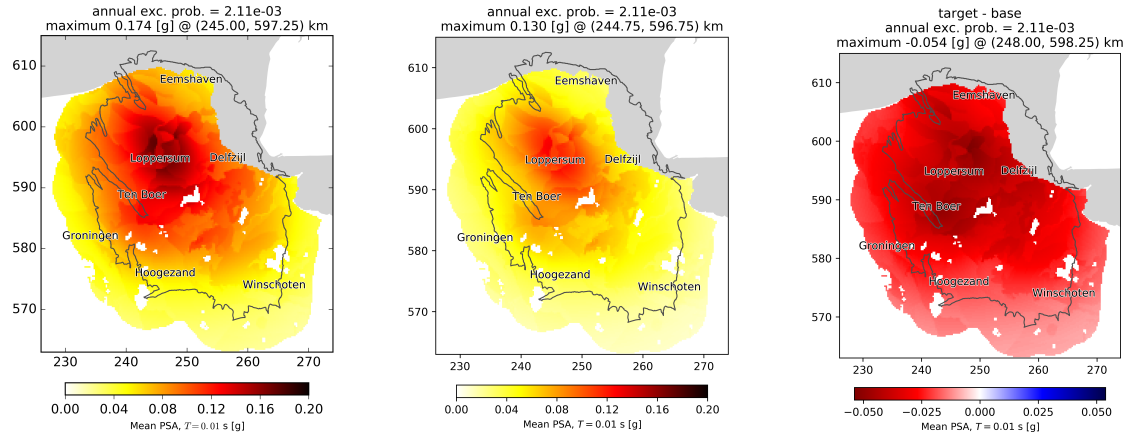 annual exc. prob. = 2.11e-03
maximum 0.174 [g] @ (245.00, 597.25) km
610
600
590
580
570
230
240
250
260
270
Eemshaven
Loppersum
Delfzijl
Ten Boer
Groningen
Hoogezand
Winschoten
0.00
0.04
0.08
0.12
0.16
0.20
Mean PSA, T = 0.01 s [g]
annual exc. prob. = 2.11e-03
maximum 0.130 [g] @ (244.75, 596.75) km
610
600
590
580
570
230
240
250
260
270
Eemshaven
Loppersum
Delfzijl
Ten Boer
Groningen
Hoogezand
Winschoten
0.00
0.04
0.08
0.12
0.16
0.20
Mean PSA, T = 0.01 s [g]
target - base
annual exc. prob. = 2.11e-03
maximum -0.054 [g] @ (248.00, 598.25) km
610
600
590
580
570
230
240
250
260
270
Eemshaven
Loppersum
Delfzijl
Ten Boer
Groningen
Hoogezand
Winschoten
−0.050
−0.025
0.000
0.025
0.050
Mean PSA, T = 0.01 s [g]